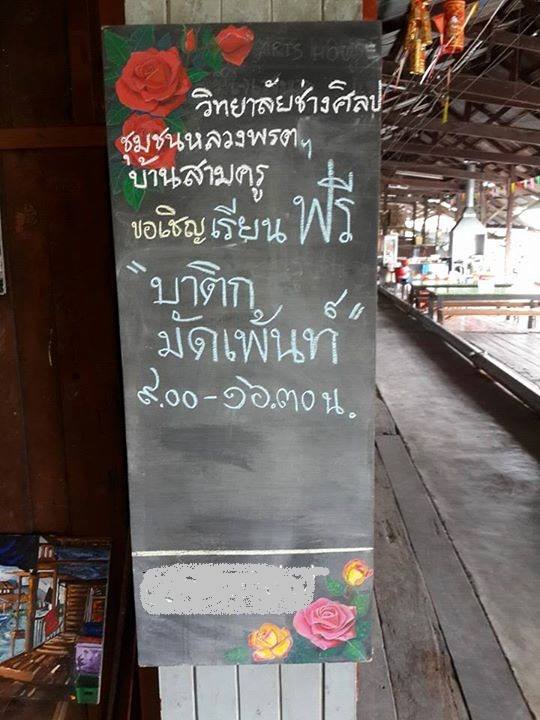 ARTS HOUSE
วิทยาลัยช่างศิลป
ชุมชนหลวงพรตฯ
บ้านสามครู
ขอเชิญเรียน ฟรี
"บาติก
มัดเพ้นท์"
๙.๐๐ - ๑๖.๓๐ น.